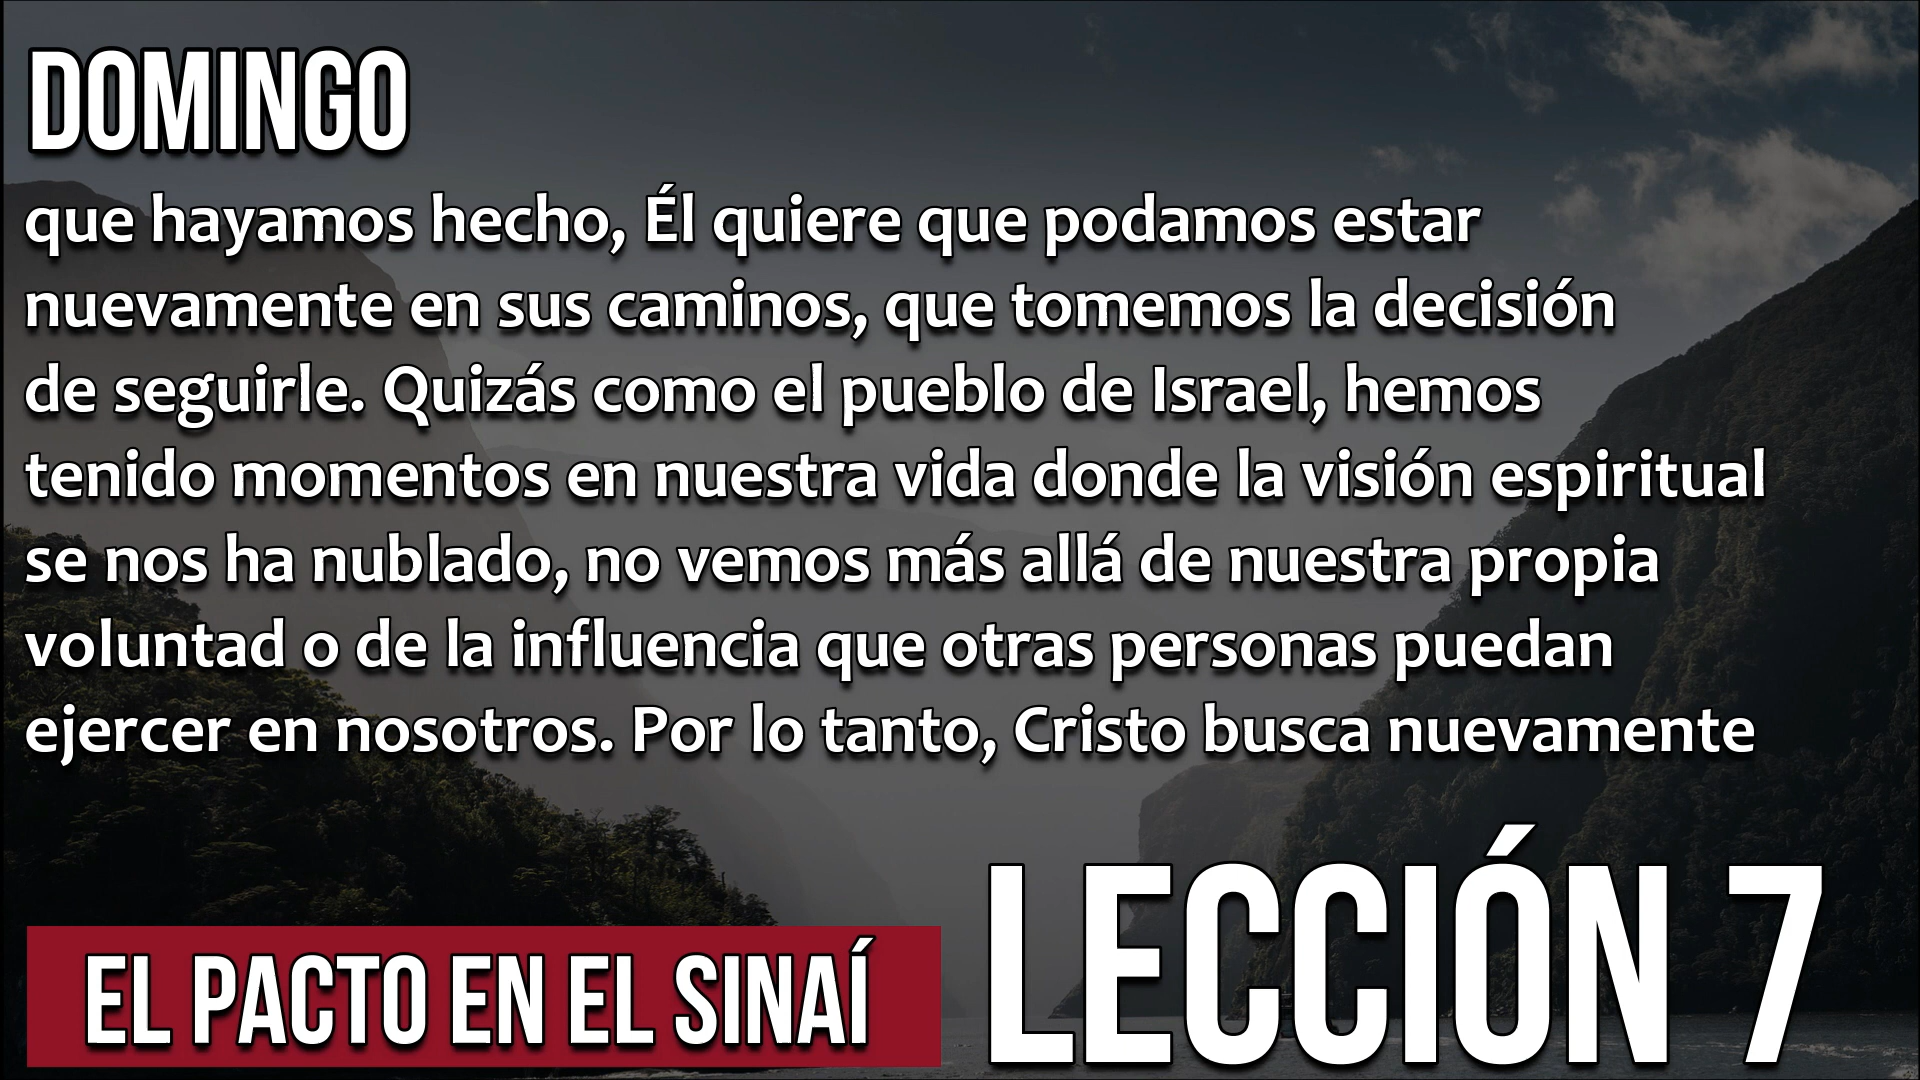 DOMINGO
que hayamos hecho, Él quiere que podamos estar
nuevamente en sus caminos, que tomemos la decisión
de seguirle. Quizás como el pueblo de Israel, hemos
tenido momentos en nuestra vida donde la visión espiritual
se nos ha nublado, no vemos más allá de nuestra propia
voluntad o de la influencia que otras personas puedan
ejercer en nosotros. Por lo tanto, Cristo busca nuevamente
LECCIÓN 7
EL PACTO EN EL SINAÍ